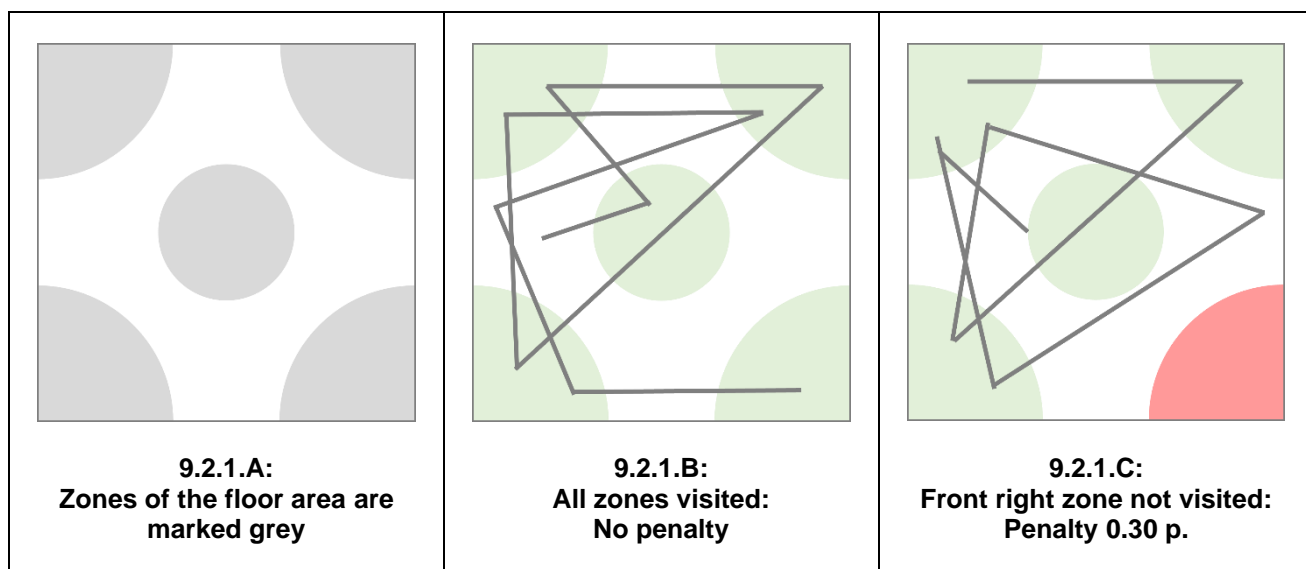 9.2.1.A:
Zones of the floor area are
marked grey
9.2.1.B:
All zones visited:
No penalty
9.2.1.C:
Front right zone not visited:
Penalty 0.30 p.